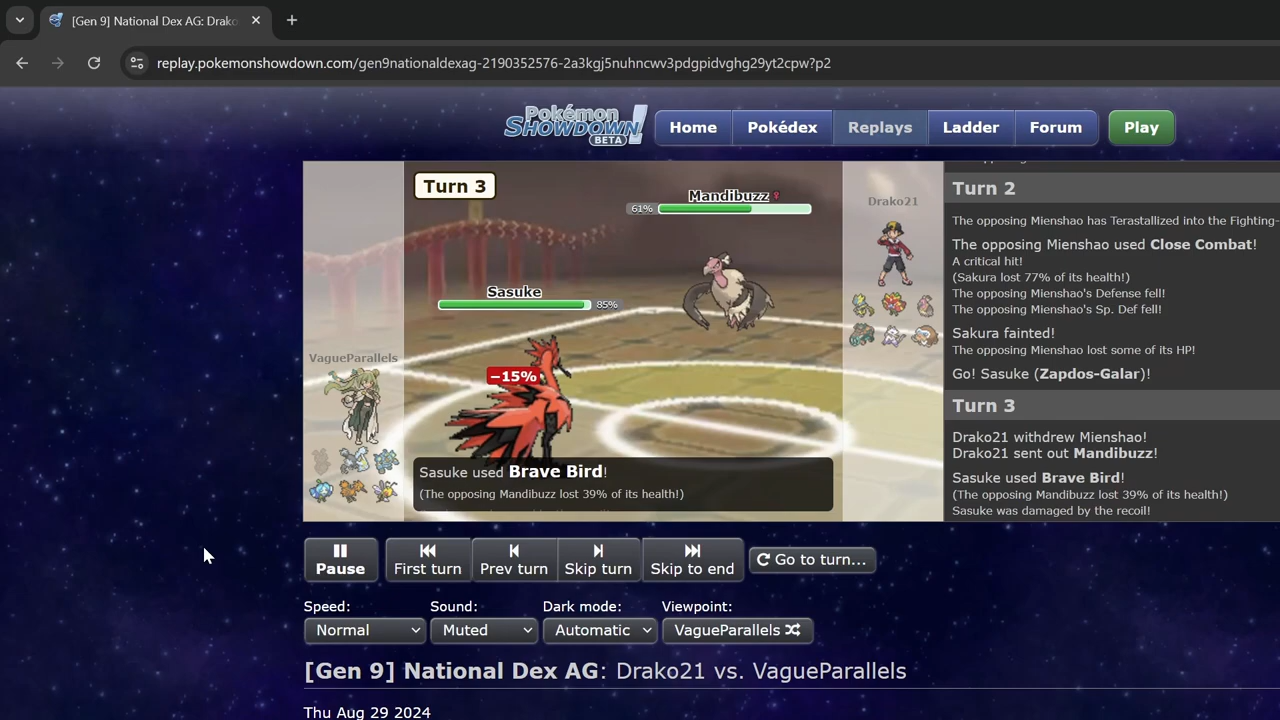 [Gen 9] National Dex AG: Drako
replay.pokemonshowdown.com/gen9nationaldexag-2190352576-2a3kgj5nuhncwv3pdgpidvghg29yt2cpw?p2
Pokémon
SHOWDOWN!
BETA
Home
Pokédex
Replays
Ladder
Forum
Play
Turn 3
Mandibuzz ♀
61%
Sasuke
85%
−15%
VagueParallels
Drako21
Sasuke used Brave Bird!
(The opposing Mandibuzz lost 39% of its health!)
Turn 2
The opposing Mienshao has Terastallized into the Fighting-
The opposing Mienshao used Close Combat!
A critical hit!
(Sakura lost 77% of its health!)
The opposing Mienshao's Defense fell!
The opposing Mienshao's Sp. Def fell!
Sakura fainted!
The opposing Mienshao lost some of its HP!
Go! Sasuke (Zapdos-Galar)!
Turn 3
Drako21 withdrew Mienshao!
Drako21 sent out Mandibuzz!
Sasuke used Brave Bird!
(The opposing Mandibuzz lost 39% of its health!)
Sasuke was damaged by the recoil!
Pause
First turn
Prev turn
Skip turn
Skip to end
Go to turn...
Speed:
Sound:
Dark mode:
Viewpoint:
Normal
Muted
Automatic
VagueParallels
[Gen 9] National Dex AG: Drako21 vs. VagueParallels
Thu Aug 29 2024